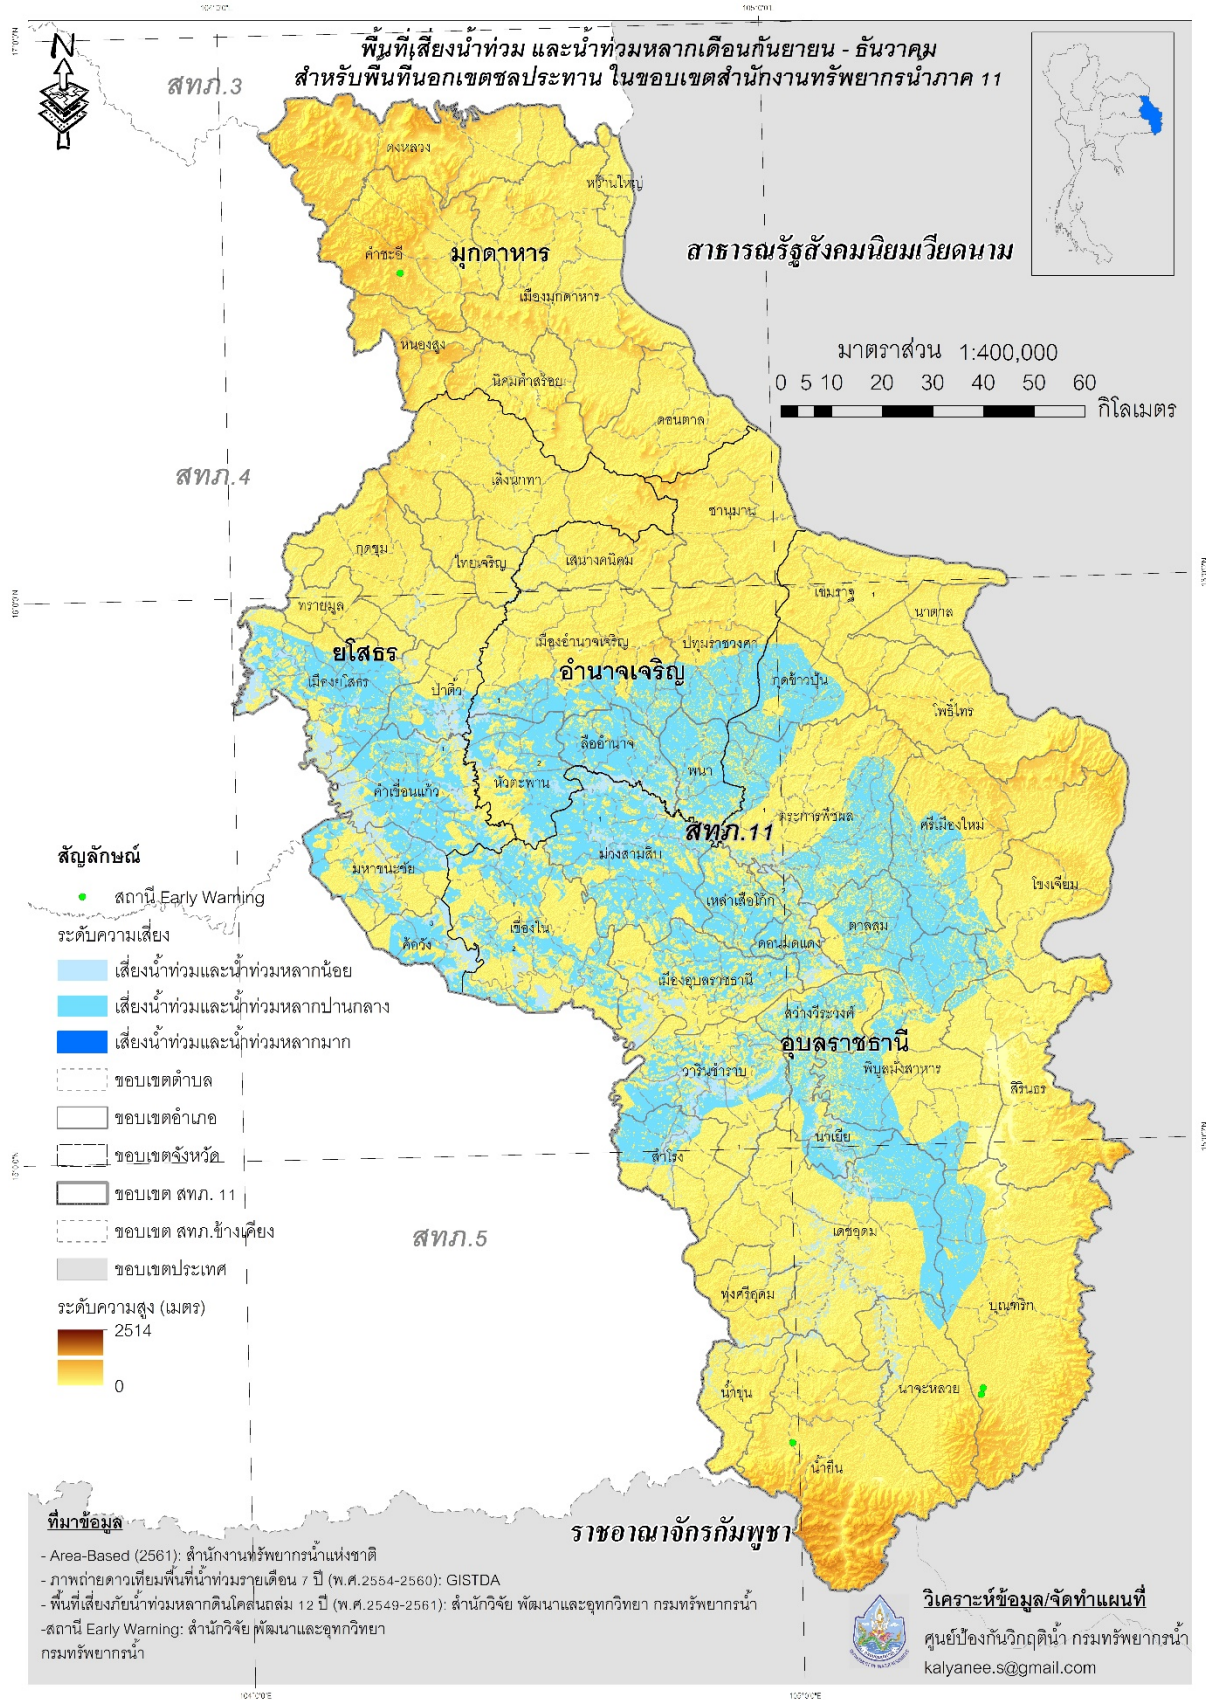 พื้นที่เสี่ยงน้ำท่วม และน้ำท่วมหลากเดือนกันยายน - ธันวาคม
สำหรับพื้นที่นอกเขตชลประทาน ในขอบเขตสำนักงานทรัพยากรน้ำภาค 11
N
สทภ.3
ดงหลวง
หว้านใหญ่
คำชะอี
มุกดาหาร
สาธารณรัฐสังคมนิยมเวียดนาม
เมืองมุกดาหาร
หนองสูง
นิคมคำสร้อย
ดอนตาล
มาตราส่วน 1:400,000
0 5 10 20 30 40 50 60
กิโลเมตร
สทภ.4
เลิงนกทา
ชานุมาน
กุดชุม
ไทยเจริญ
เสนางคนิคม
เขมราฐ
นาตาล
ทรายมูล
ยโสธร
เมืองอำนาจเจริญ
ปทุมราชวงศา
อำนาจเจริญ
เมืองยโสธร
ป่าติ้ว
กุดข้าวปุ้น
โพธิ์ไทร
ลืออำนาจ
พนา
หัวตะพาน
คำเขื่อนแก้ว
ตระการพืชผล
ศรีเมืองใหม่
สทภ.11
ม่วงสามสิบ
มหาชนะชัย
โขงเจียม
เหล่าเสือโก้ก
ตาลสุม
เขื่องใน
ค้อวัง
ดอนมดแดง
เมืองอุบลราชธานี
สว่างวีระวงศ์
อุบลราชธานี
วารินชำราบ
พิบูลมังสาหาร
สิรินธร
นาเยีย
สำโรง
สทภ.5
เดชอุดม
ทุ่งศรีอุดม
บุณฑริก
น้ำขุ่น
นาจะหลวย
น้ำยืน
ราชอาณาจักรกัมพูชา
สัญลักษณ์
สถานี Early Warning
ระดับความเสี่ยง
เสี่ยงน้ำท่วมและน้ำท่วมหลากน้อย
เสี่ยงน้ำท่วมและน้ำท่วมหลากปานกลาง
เสี่ยงน้ำท่วมและน้ำท่วมหลากมาก
ขอบเขตตำบล
ขอบเขตอำเภอ
ขอบเขตจังหวัด
ขอบเขต สทภ. 11
ขอบเขต สทภ.ข้างเคียง
ขอบเขตประเทศ
ระดับความสูง (เมตร)
2514
0
ที่มาข้อมูล
- Area-Based (2561): สำนักงานทรัพยากรน้ำแห่งชาติ
- ภาพถ่ายดาวเทียมพื้นที่น้ำท่วมรายเดือน 7 ปี (พ.ศ.2554-2560): GISTDA
- พื้นที่เสี่ยงภัยน้ำท่วมหลากดินโคลนถล่ม 12 ปี (พ.ศ.2549-2561): สำนักวิจัย พัฒนาและอุทกวิทยา กรมทรัพยากรน้ำ
-สถานี Early Warning: สำนักวิจัย พัฒนาและอุทกวิทยา
กรมทรัพยากรน้ำ
วิเคราะห์ข้อมูล/จัดทำแผนที่
ศูนย์ป้องกันวิกฤติน้ำ กรมทรัพยากรน้ำ
kalyanee.s@gmail.com